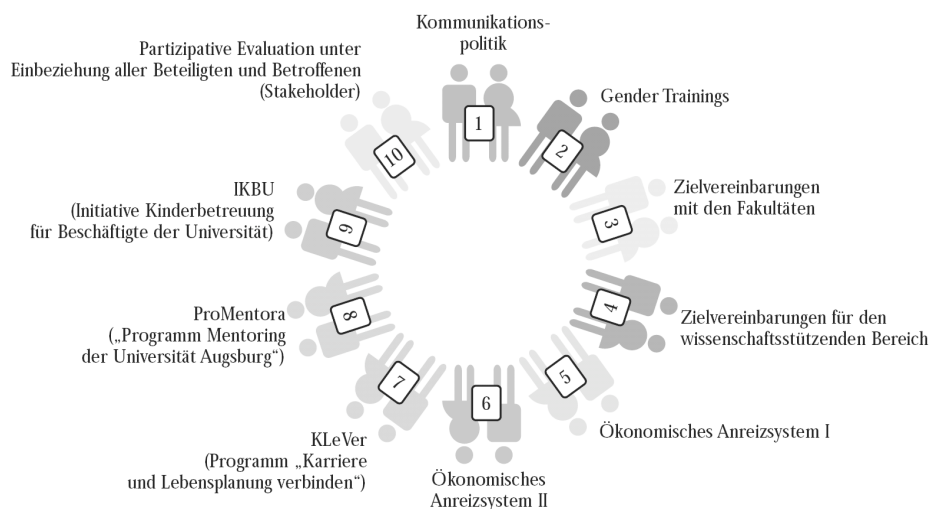 Kommunikations-
politik
1
Gender Trainings
2
Zielvereinbarungen
mit den Fakultäten
3
Zielvereinbarungen für den
wissenschaftsstützenden Bereich
4
Ökonomisches Anreizsystem I
5
Ökonomisches
Anreizsystem II
6
KLeVer
(Programm „Karriere
und Lebensplanung verbinden“)
7
ProMentora
(„Programm Mentoring
der Universität Augsburg“)
8
IKBU
(Initiative Kinderbetreuung
für Beschäftigte der Universität)
9
Partizipative Evaluation unter
Einbeziehung aller Beteiligten und Betroffenen
(Stakeholder)
10